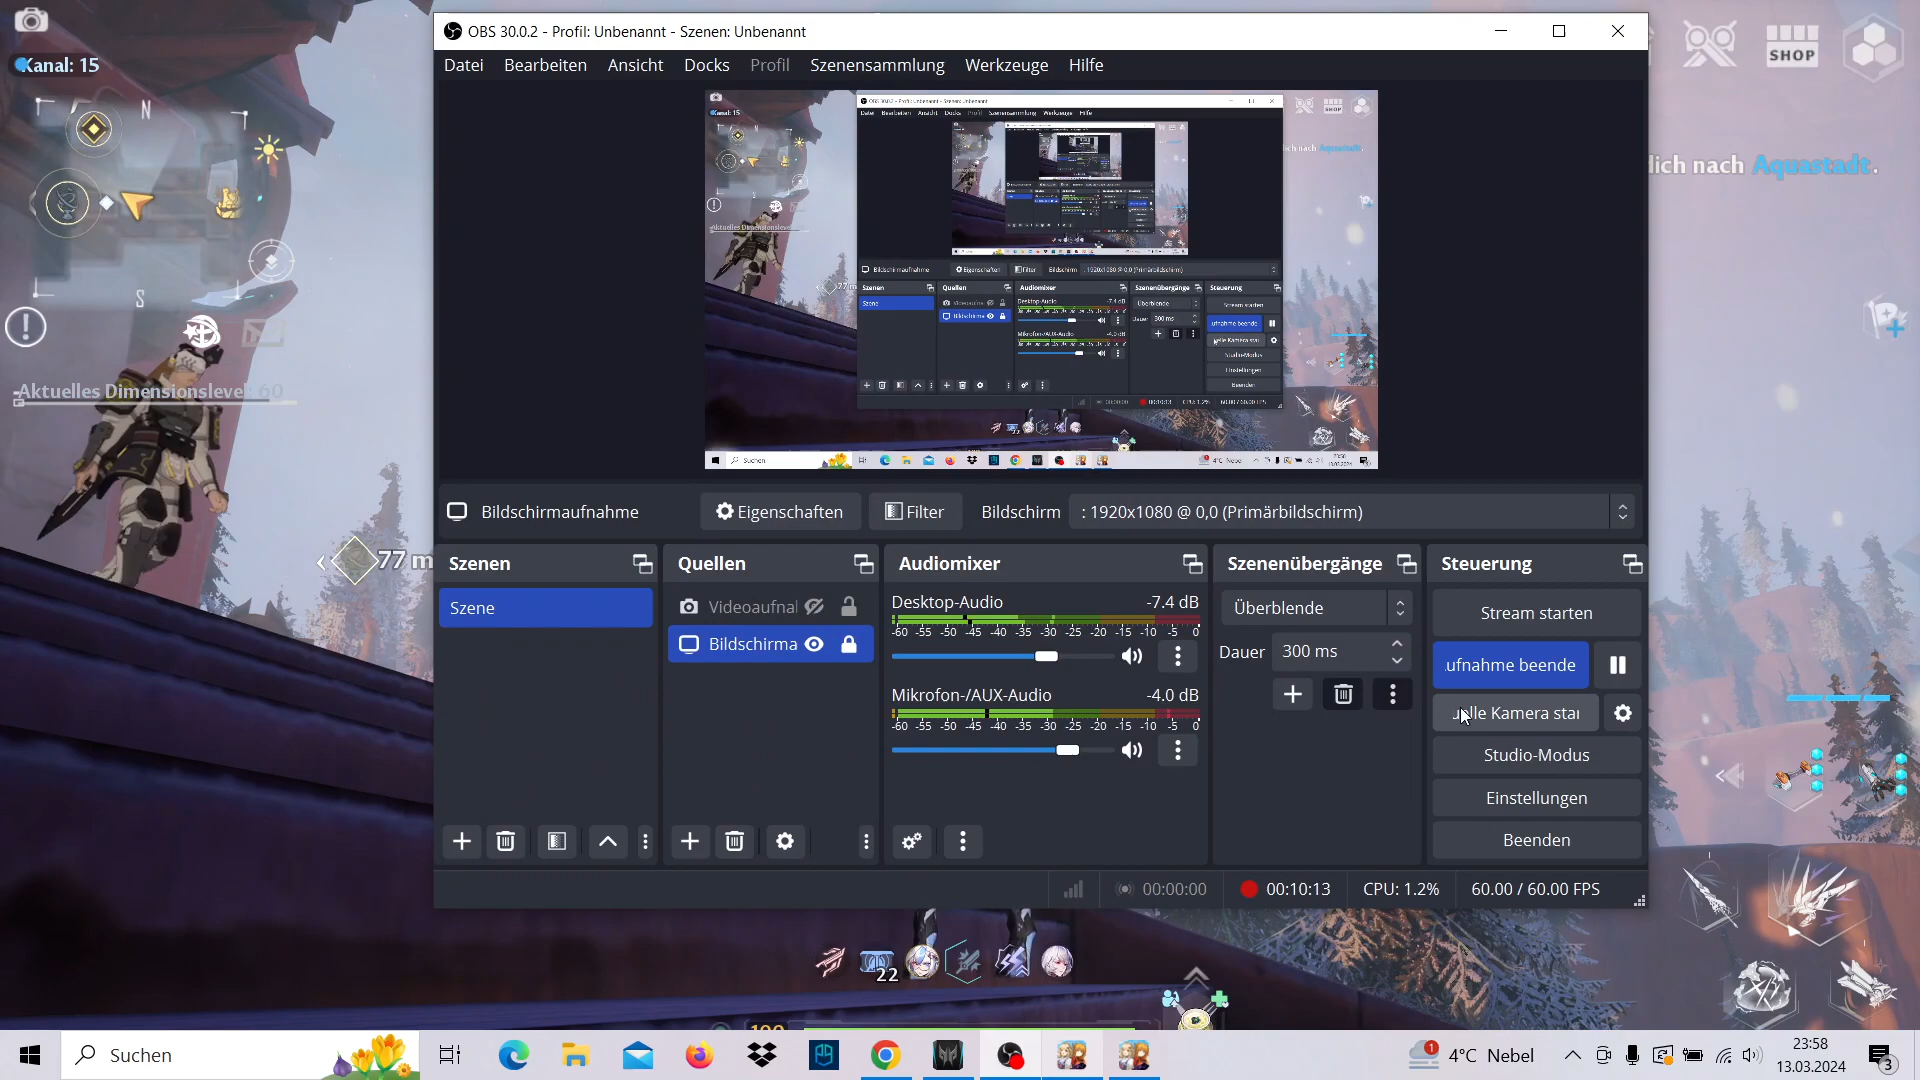 Kanal: 15
N
S
Aktuelles Dimensionslevel: 60
77 m
OBS 30.0.2 - Profil: Unbenannt - Szenen: Unbenannt
Datei Bearbeiten Ansicht Docks Profil Szenensammlung Werkzeuge Hilfe
SHOP
lich nach Aquastadt.
Bildschirmaufnahme Eigenschaften Filter Bildschirm : 1920x1080 @ 0,0 (Primärbildschirm)
Szenen
Szene
Quellen
Videoaufnal
Bildschirma
Audiomixer
Desktop-Audio -7.4 dB
-60 -55 -50 -45 -40 -35 -30 -25 -20 -15 -10 -5 0
Mikrofon-/AUX-Audio -4.0 dB
-60 -55 -50 -45 -40 -35 -30 -25 -20 -15 -10 -5 0
Szenenübergänge
Überblende
Dauer 300 ms
Steuerung
Stream starten
ufnahme beende
elle Kamera star
Studio-Modus
Einstellungen
Beenden
00:00:00 00:10:13 CPU: 1.2% 60.00 / 60.00 FPS
22
100
Suchen
4°C Nebel
23:58
13.03.2024
3